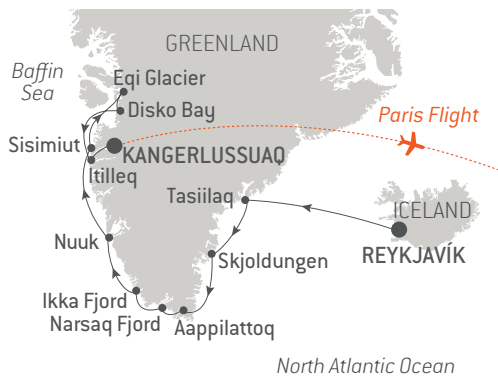 GREENLAND
Baffin
Sea
Eqi Glacier
Disko Bay
Paris Flight
Sisimiut
KANGERLUSSUAQ
Itilleq
Tasiilaq
ICELAND
REYKJAVÍK
Nuuk
Skjoldungen
Ikka Fjord
Narsaq Fjord
Aappilattoq
North Atlantic Ocean